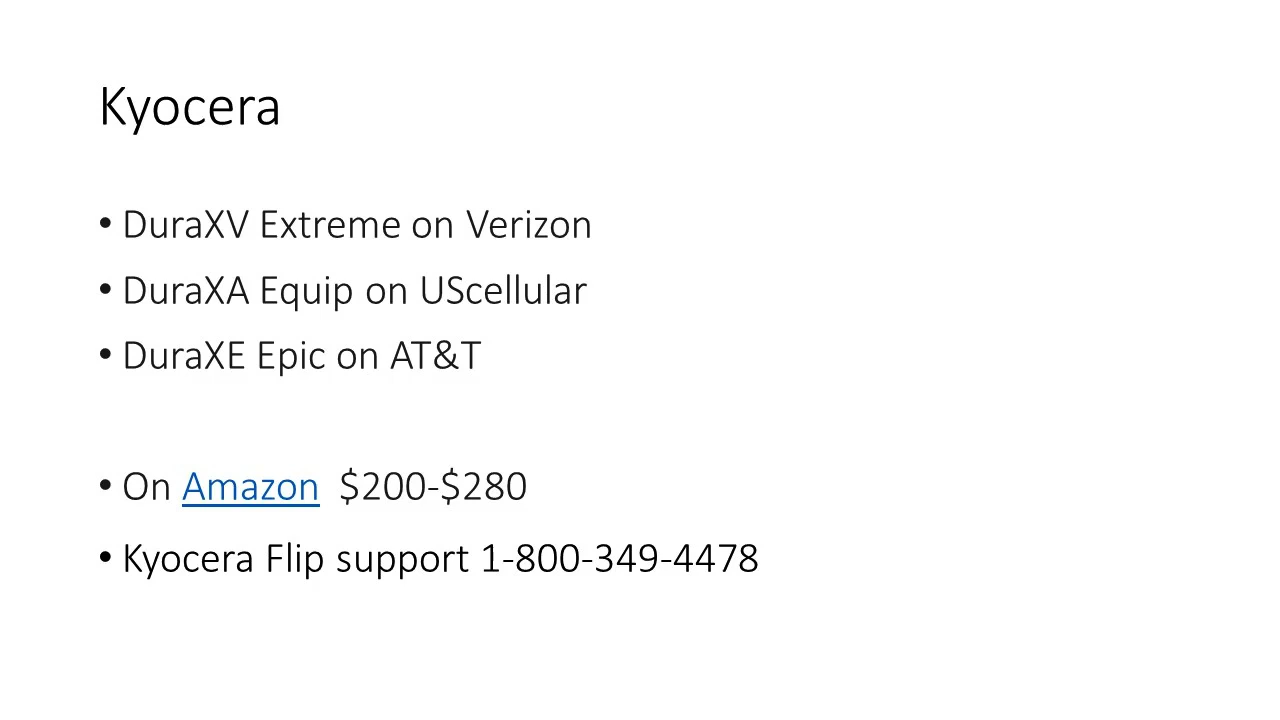 Kyocera
• DuraXV Extreme on Verizon
• DuraXA Equip on UScellular
• DuraXE Epic on AT&T
• On Amazon $200-$280
• Kyocera Flip support 1-800-349-4478